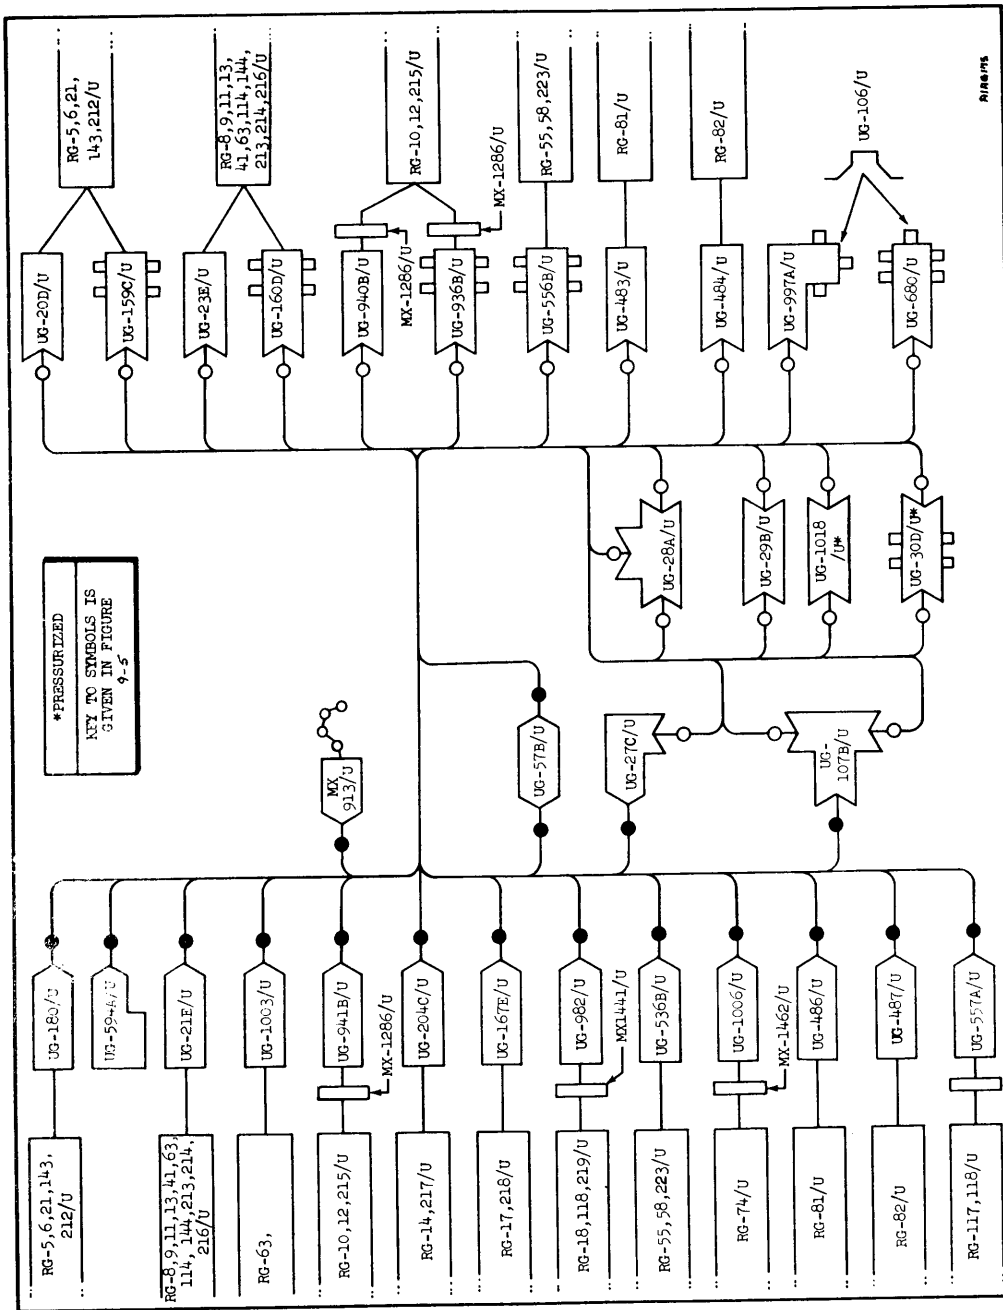 *PRESSURIZED
KEY TO SYMBOLS IS
GIVEN IN FIGURE
9-5
RG-5,6,21,143,
212/U
UG-180/U
UG-594A/U
RG-8,9,11,13,41,63,
114, 144,213,214,
216/U
UG-21E/U
RG-63,
UG-1003/U
RG-10,12,215/U
MX-1286/U
UG-941B/U
RG-14,217/U
UG-204C/U
RG-17,218/U
UG-167E/U
RG-18,118,219/U
MX1441/U
UG-982/U
RG-55,58,223/U
UG-536B/U
RG-74/U
MX-1462/U
UG-1006/U
RG-81/U
UG-486/U
RG-82/U
UG-487/U
RG-117,118/U
UG-557A/U
MX
913/U
UG-57B/U
UG-27C/U
UG-
107B/U
UG-28A/U
UG-29B/U
UG-1018
/U*
UG-30D/U*
UG-20D/U
UG-159C/U
RG-5,6,21,
143,212/U
UG-23E/U
UG-160D/U
RG-8,9,11,13,
41,63,114,144,
213,214,216/U
UG-940B/U
MX-1286/U
UG-936B/U
MX-1286/U
RG-10,12,215/U
UG-556B/U
RG-55,58,223/U
UG-483/U
RG-81/U
UG-484/U
RG-82/U
UG-997A/U
UG-680/U
UG-106/U